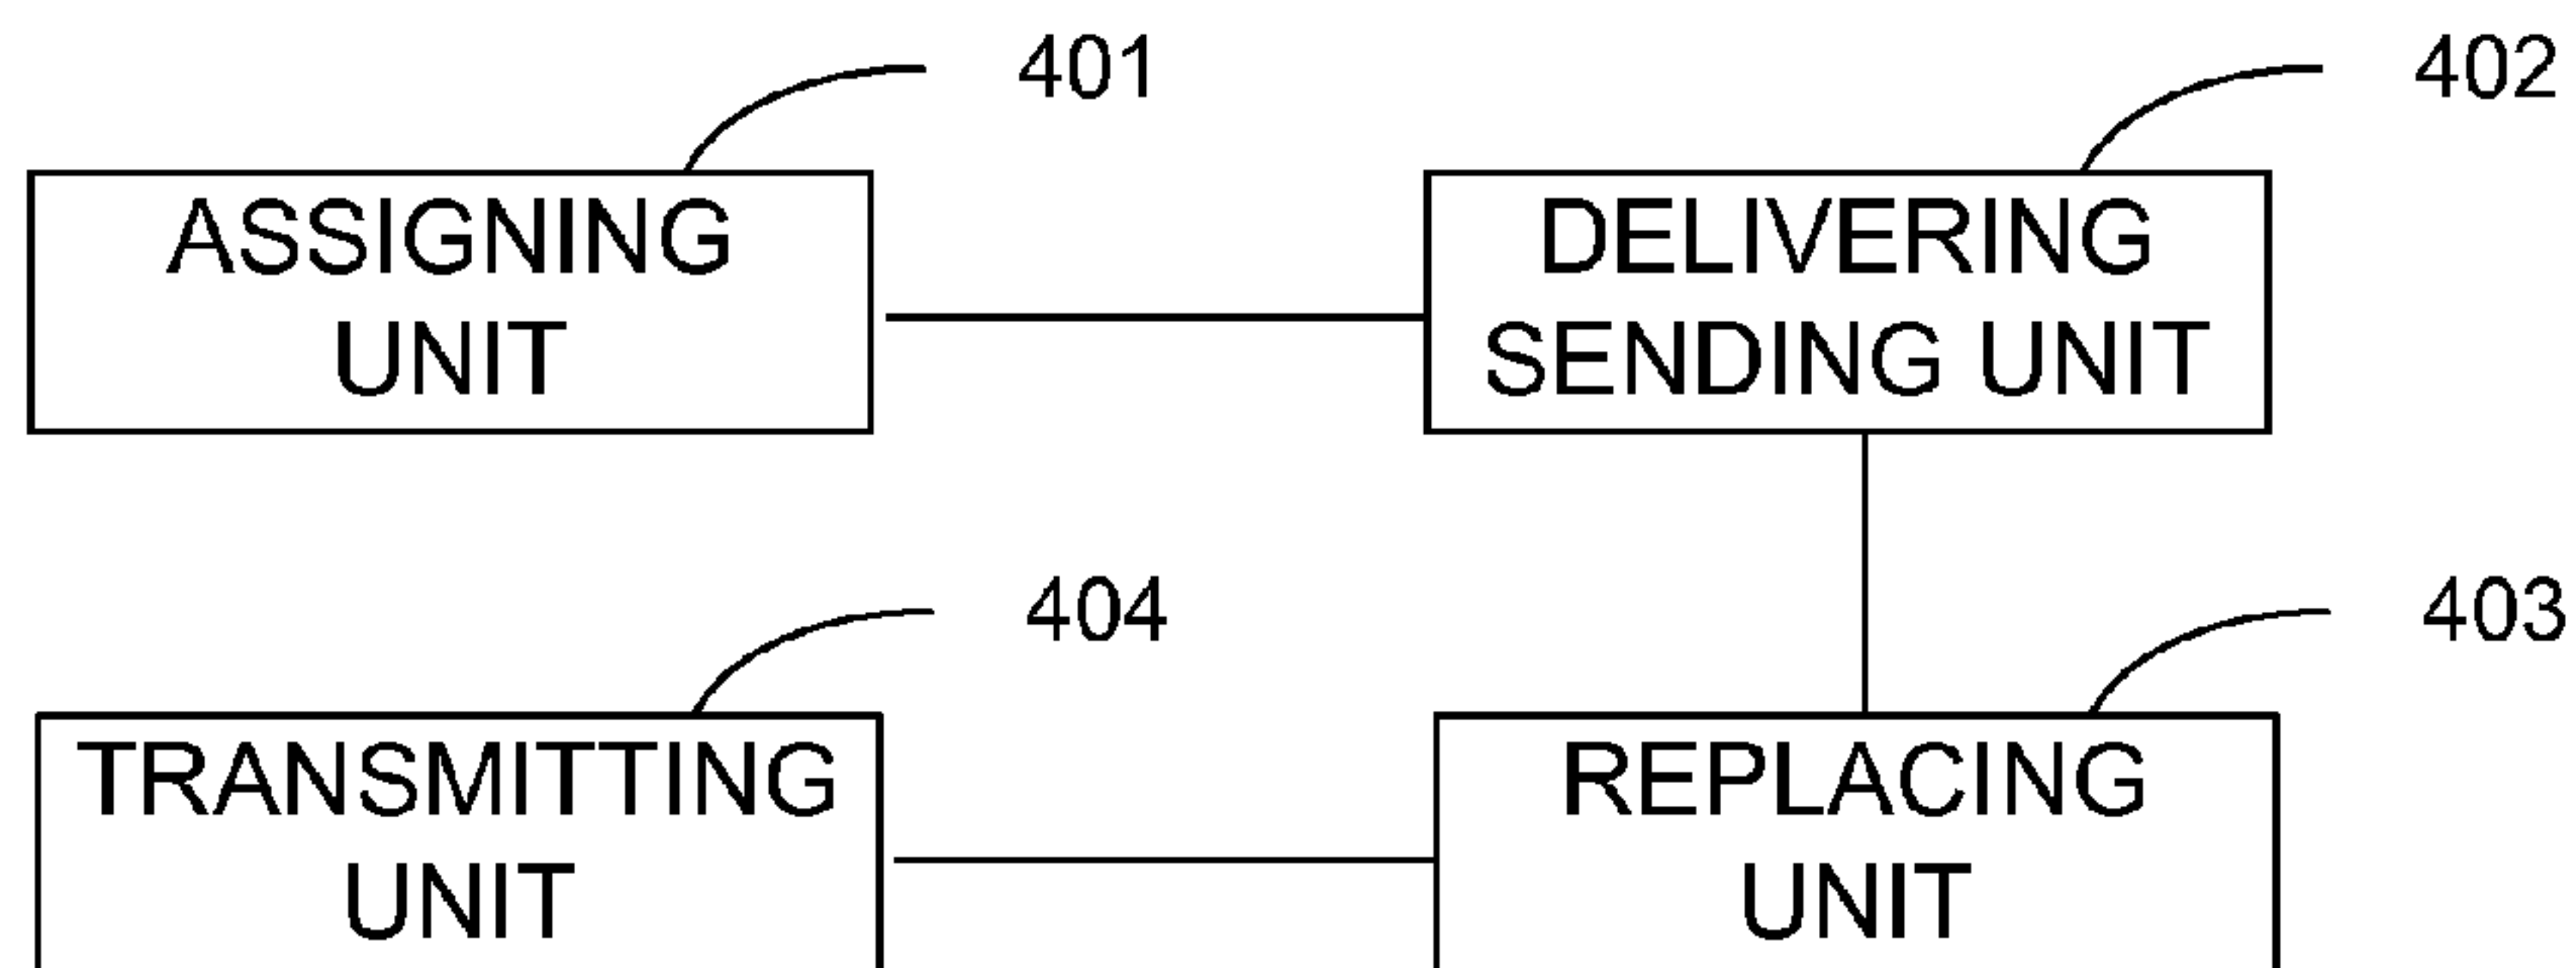 401
402
ASSIGNING
UNIT
DELIVERING
SENDING UNIT
404
403
TRANSMITTING
UNIT
REPLACING
UNIT